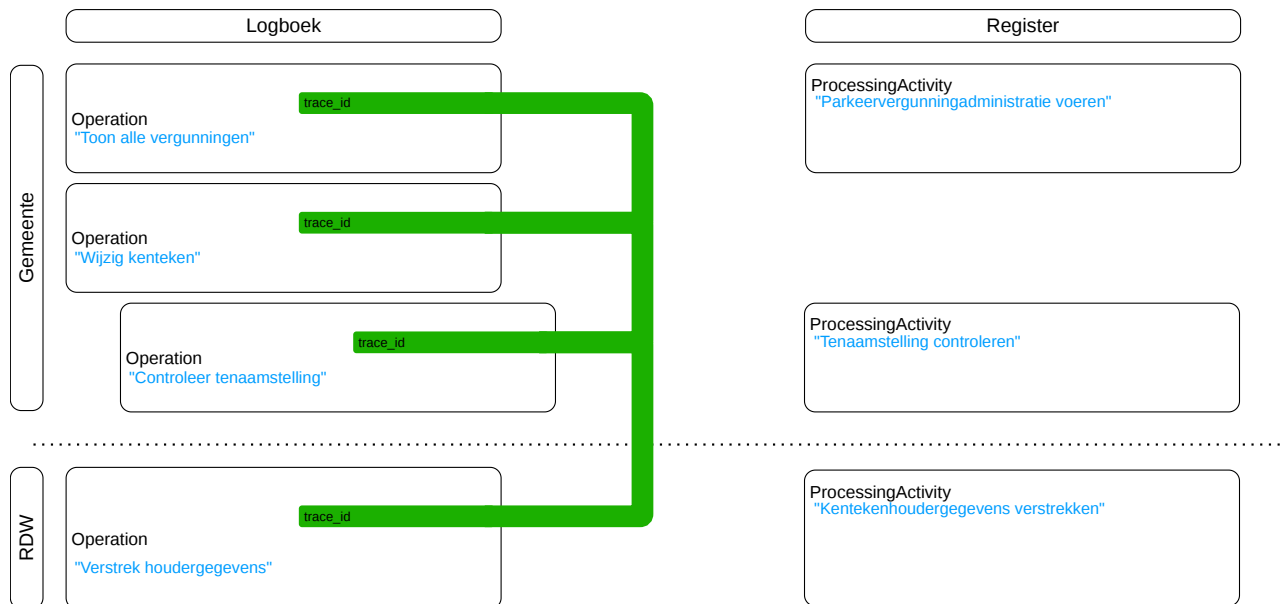 Logboek
Register
Gemeente
trace_id
Operation
"Toon alle vergunningen"
ProcessingActivity
"Parkeervergunningadministratie voeren"
trace_id
Operation
"Wijzig kenteken"
trace_id
Operation
"Controleer tenaamstelling"
ProcessingActivity
"Tenaamstelling controleren"
RDW
trace_id
Operation
"Verstrek houdergegevens"
ProcessingActivity
"Kentekenhoudergegevens verstrekken"